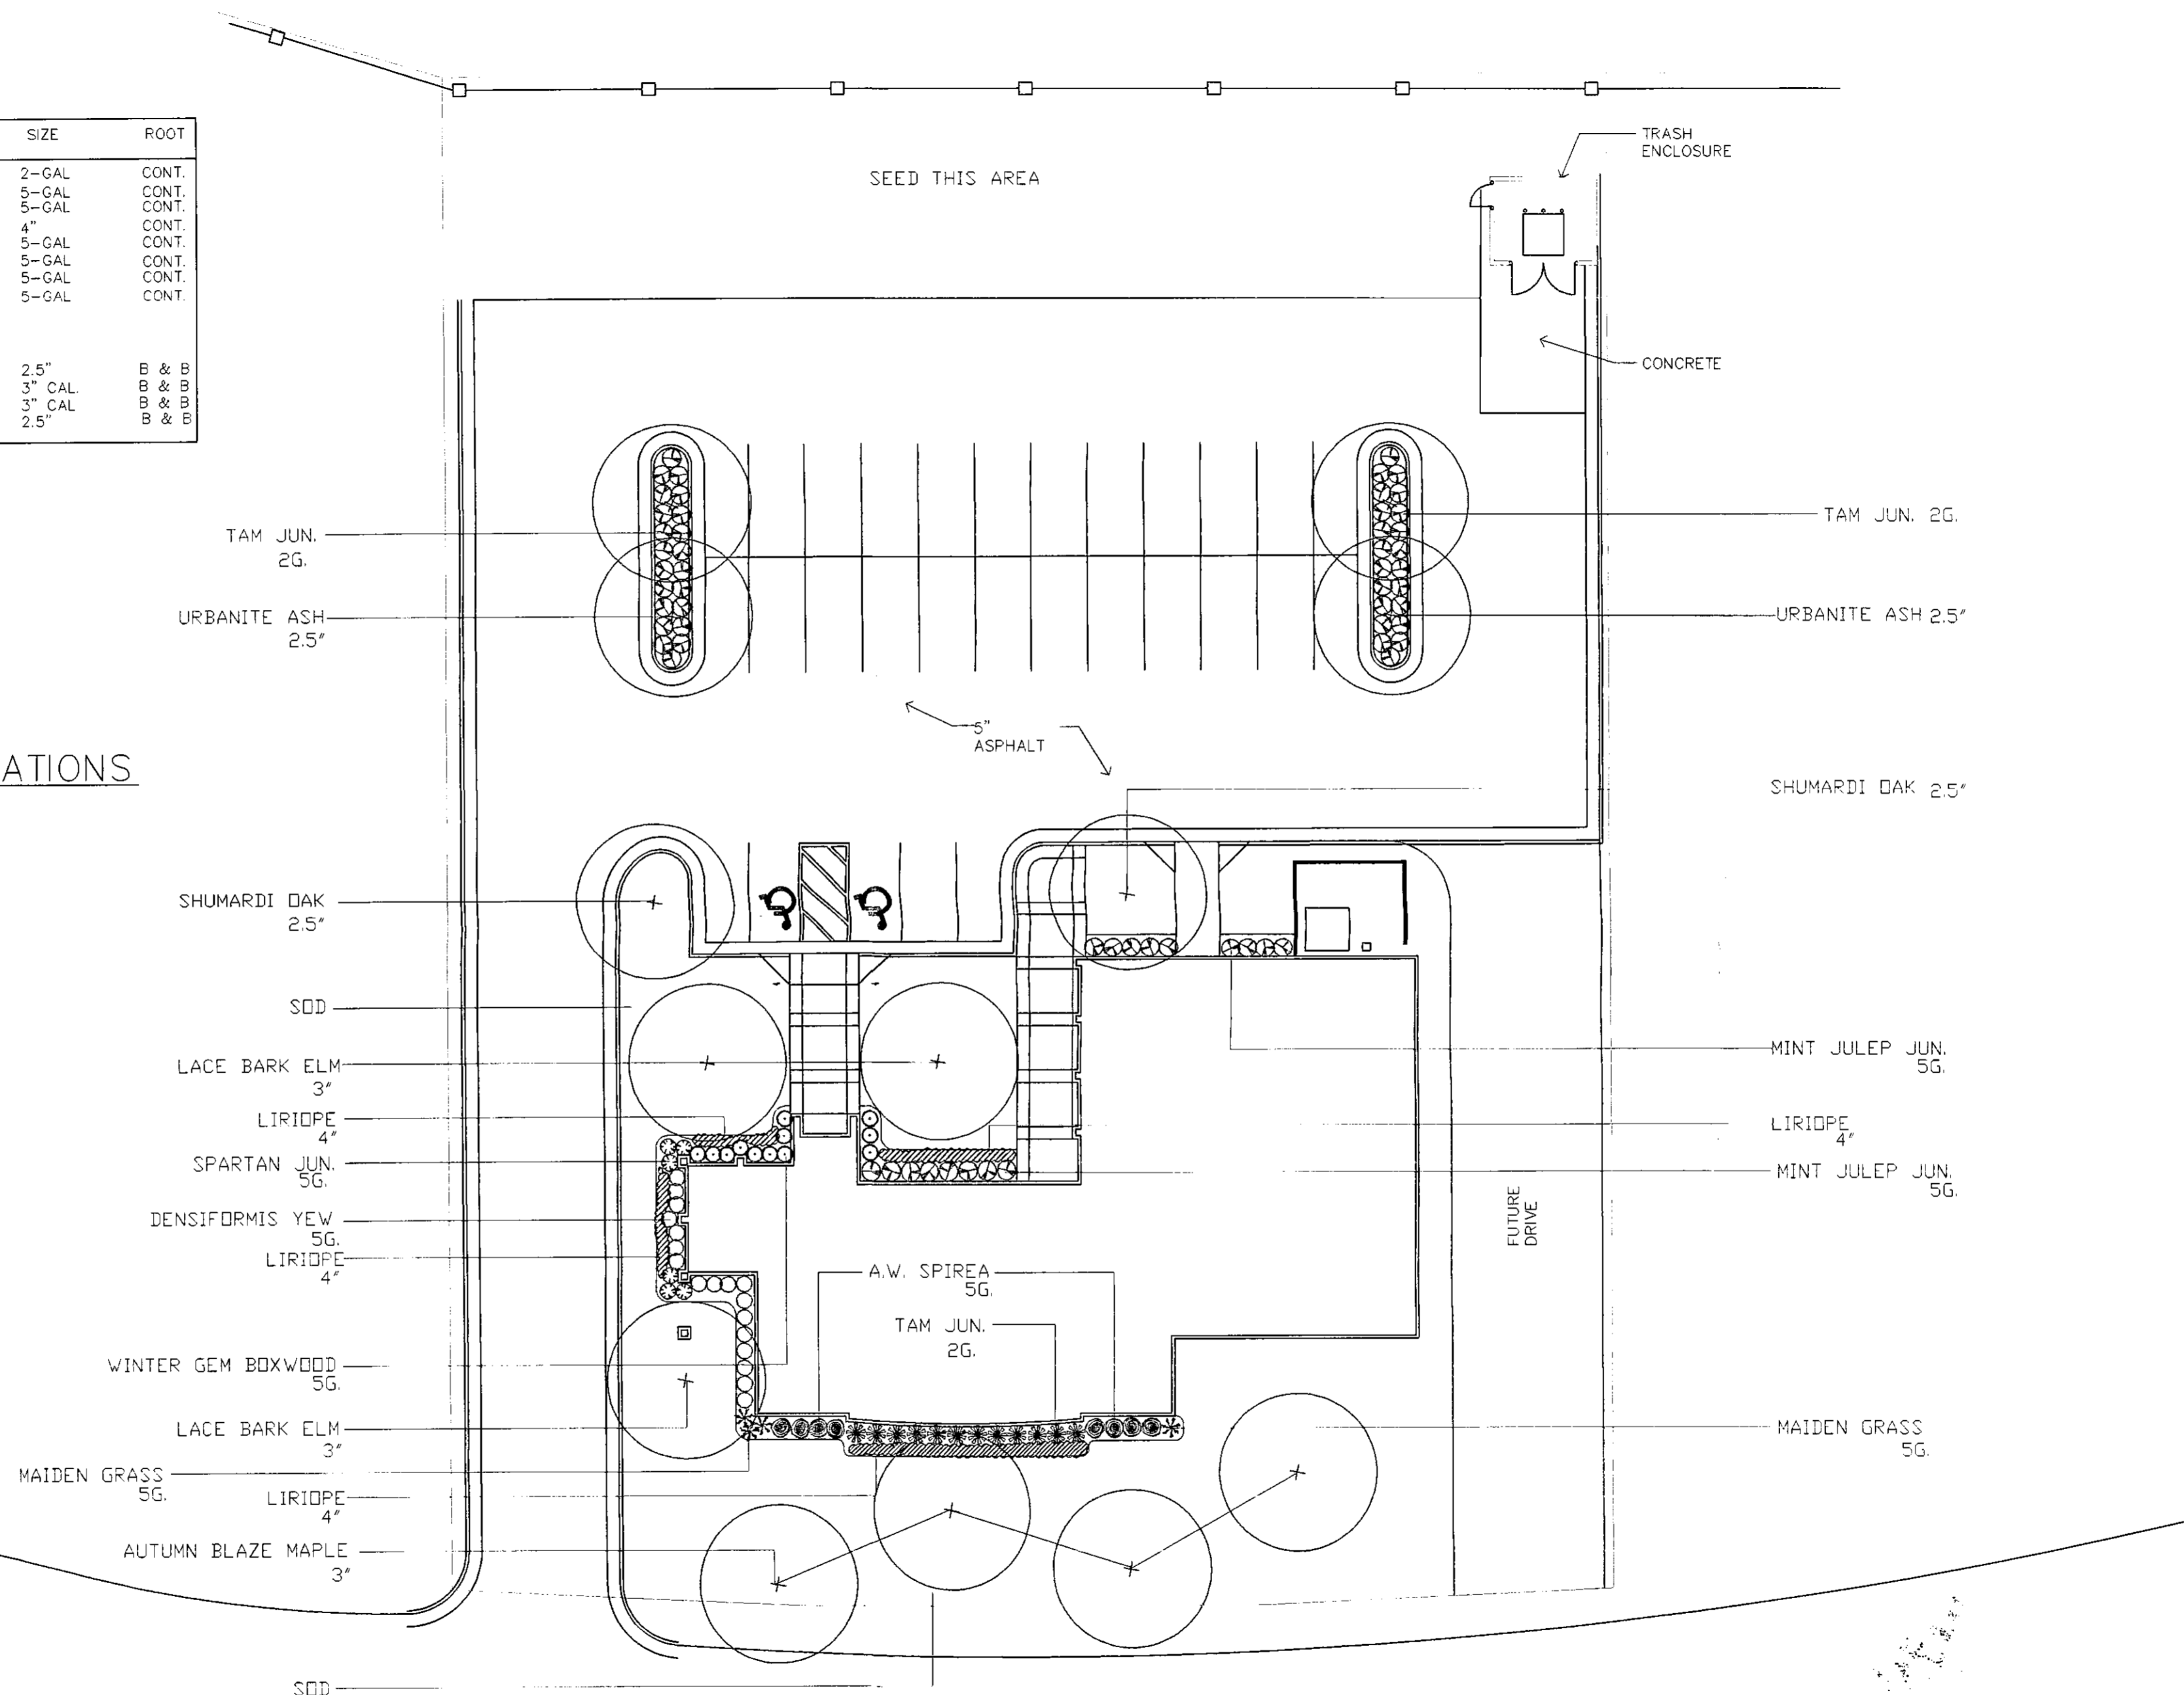 SIZE ROOT
2-GAL CONT.
5-GAL CONT.
5-GAL CONT.
4" CONT.
5-GAL CONT.
5-GAL CONT.
5-GAL CONT.
5-GAL CONT.
2.5" B & B
3" CAL. B & B
3" CAL B & B
2.5" B & B
ATIONS
TRASH
ENCLOSURE
SEED THIS AREA
CONCRETE
TAM JUN.
2G.
URBANITE ASH
2.5"
TAM JUN. 2G.
URBANITE ASH 2.5"
5"
ASPHALT
SHUMARDI OAK 2.5"
SHUMARDI OAK
2.5"
SOD
LACE BARK ELM
3"
LIRIOPE
4"
SPARTAN JUN.
5G.
DENSIFORMIS YEW
5G.
LIRIOPE
4"
WINTER GEM BOXWOOD
5G.
LACE BARK ELM
3"
MAIDEN GRASS
5G.
LIRIOPE
4"
AUTUMN BLAZE MAPLE
3"
SOD
A.W. SPIREA
5G.
TAM JUN.
2G.
FUTURE
DRIVE
MINT JULEP JUN.
5G.
LIRIOPE
4"
MINT JULEP JUN.
5G.
MAIDEN GRASS
5G.